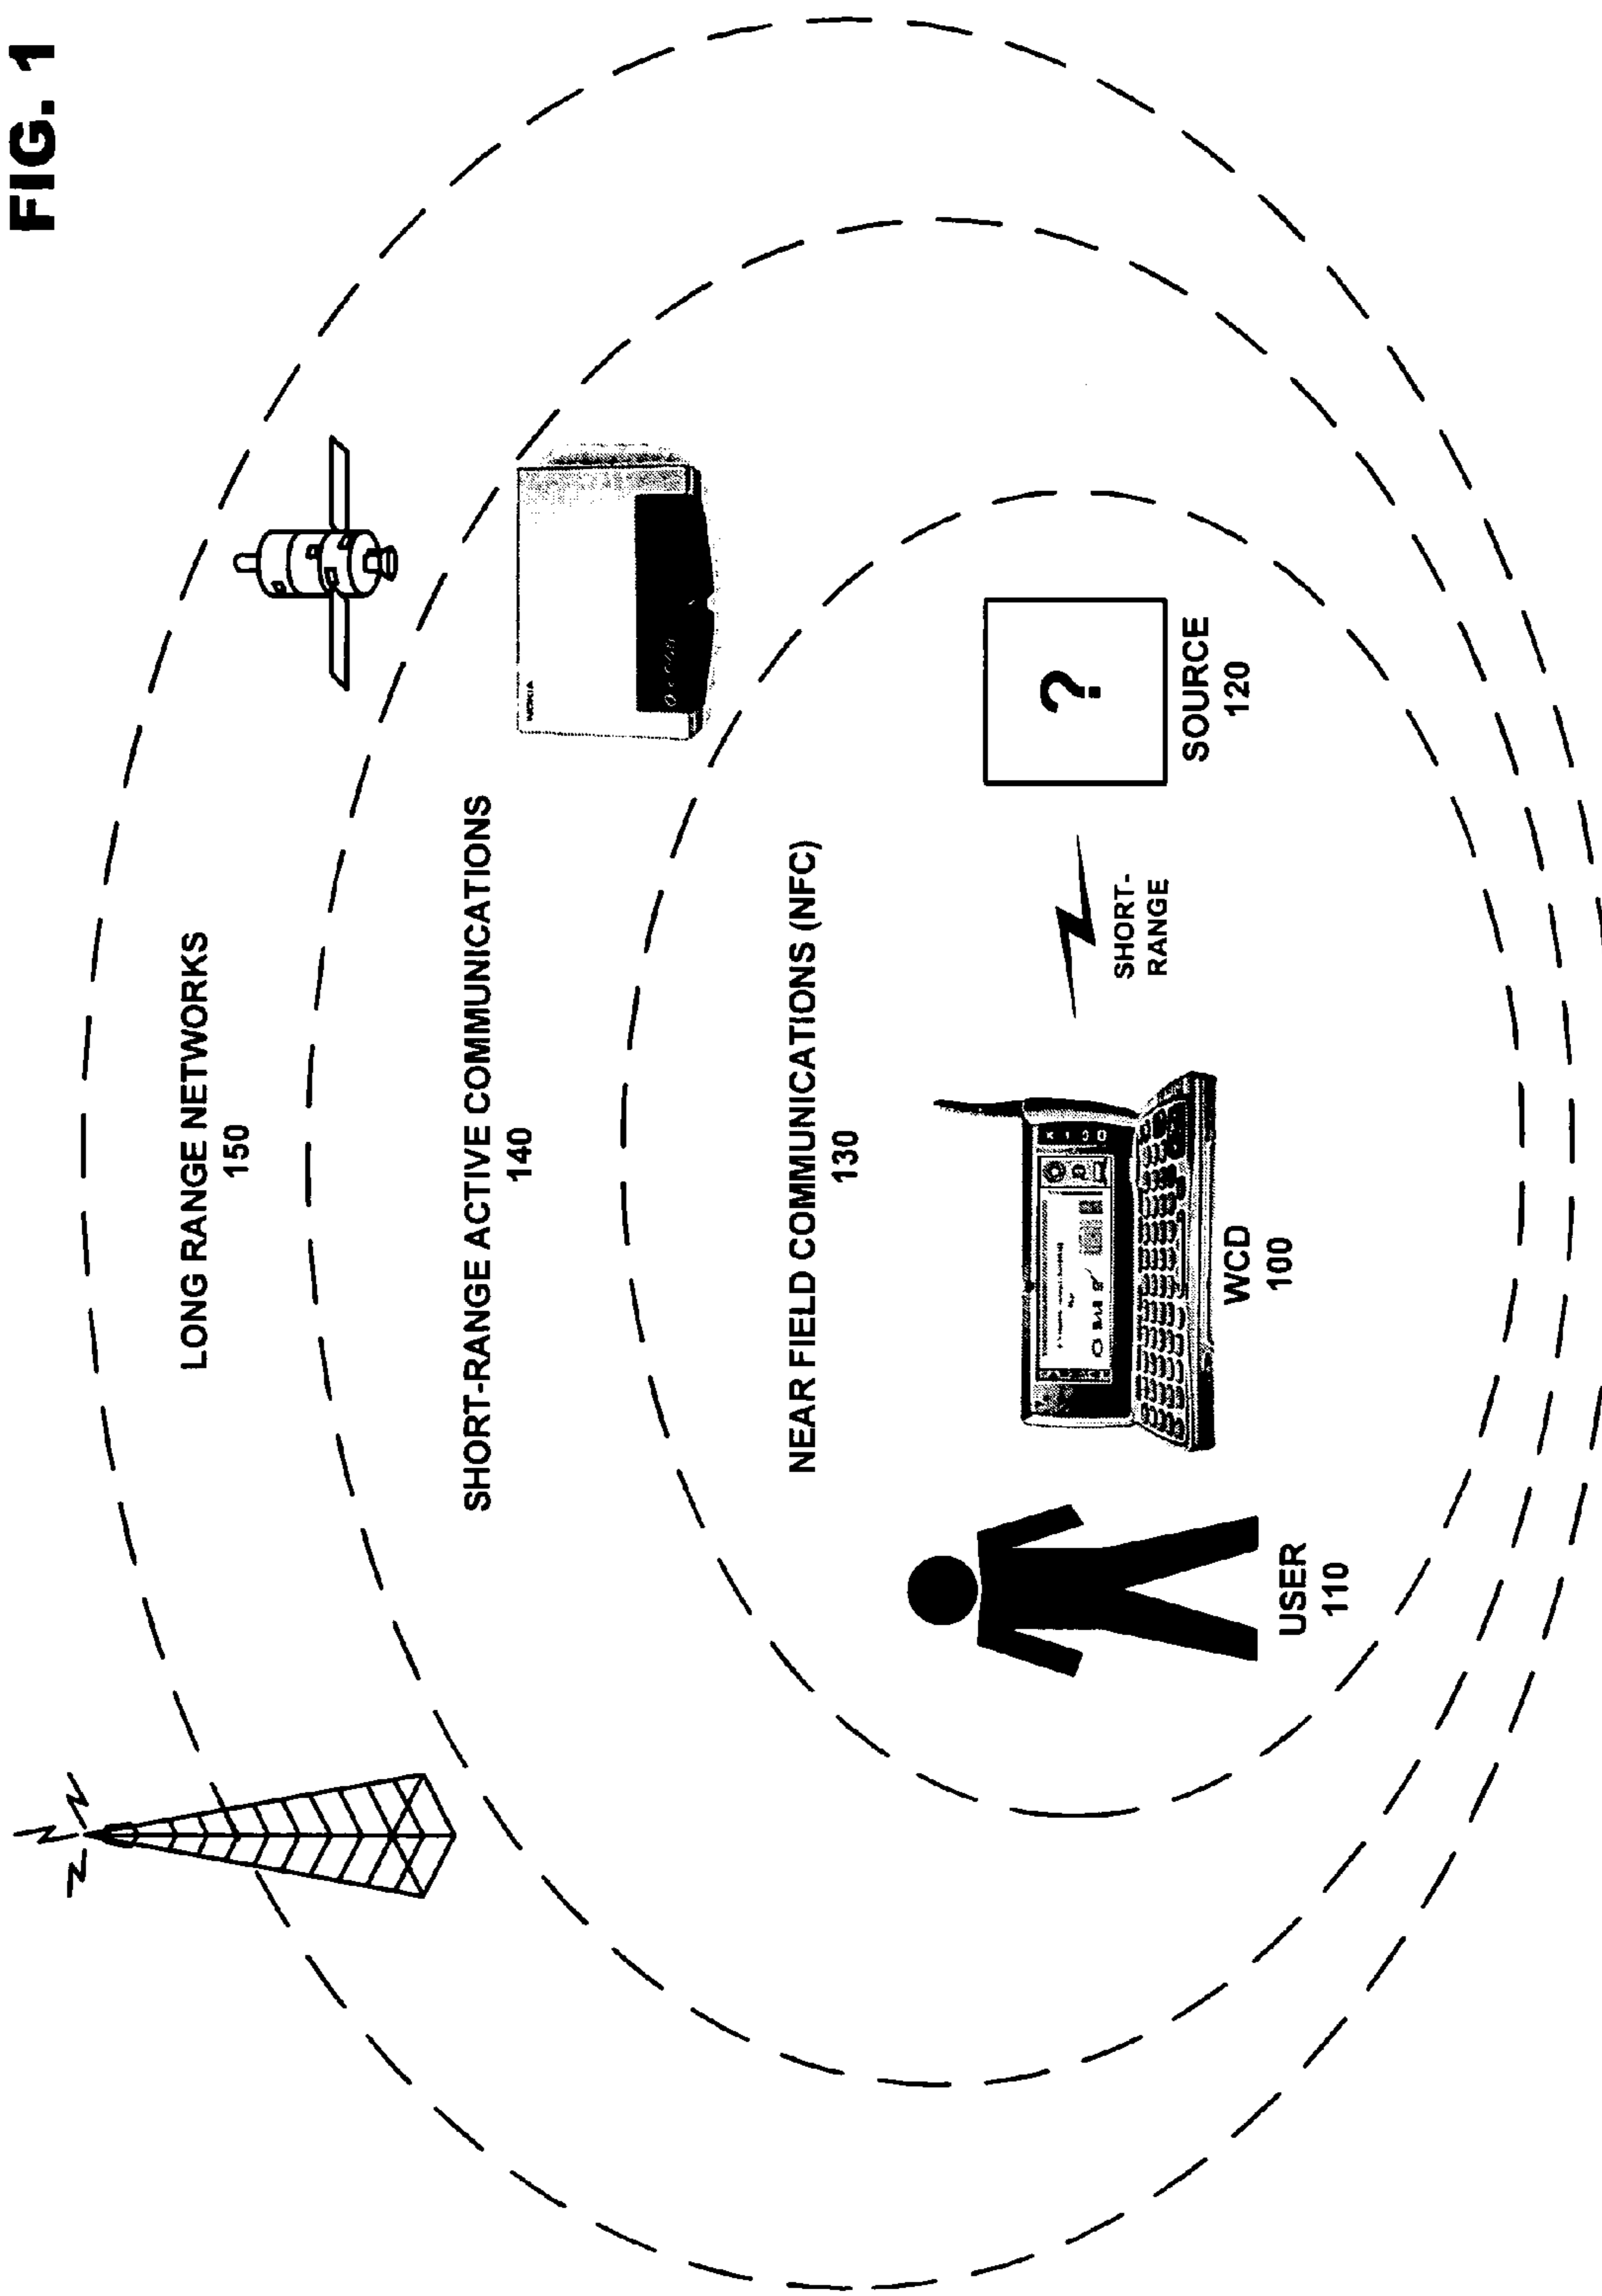 FIG. 1
LONG RANGE NETWORKS
150
SHORT-RANGE ACTIVE COMMUNICATIONS
140
NOKIA
NEAR FIELD COMMUNICATIONS (NFC)
130
?
SHORT-
RANGE
SOURCE
120
WCD
100
USER
110